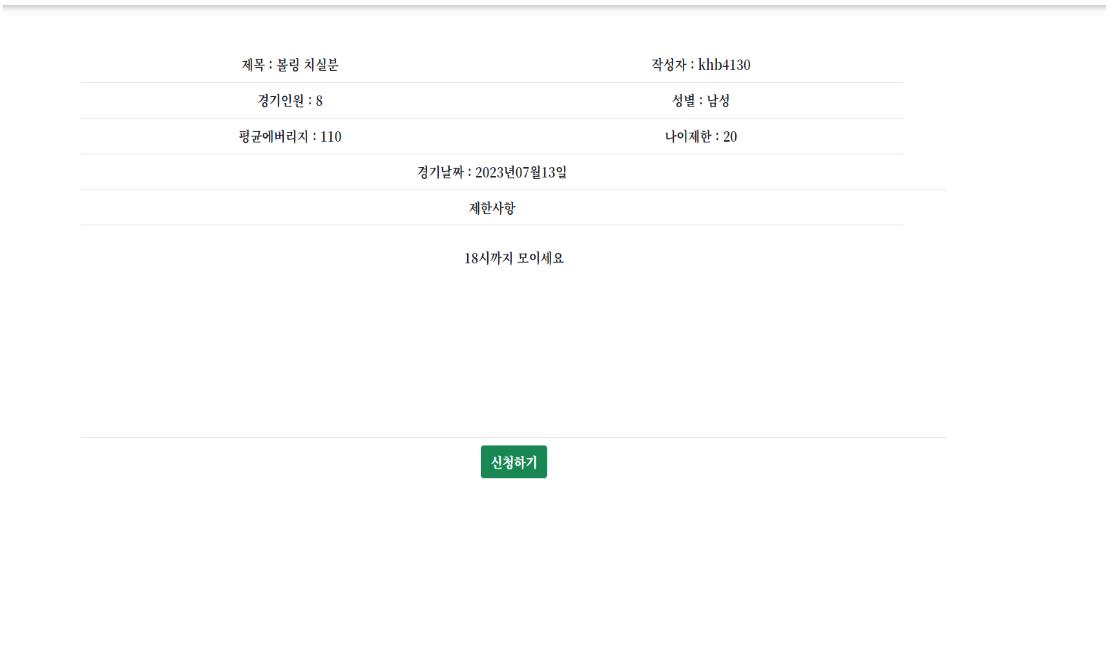 제목 : 볼링 치실분
작성자 : khb4130
경기인원 : 8
성별 : 남성
평균에버리지 : 110
나이제한 : 20
경기날짜 : 2023년07월13일
제한사항
18시까지 모이세요
신청하기